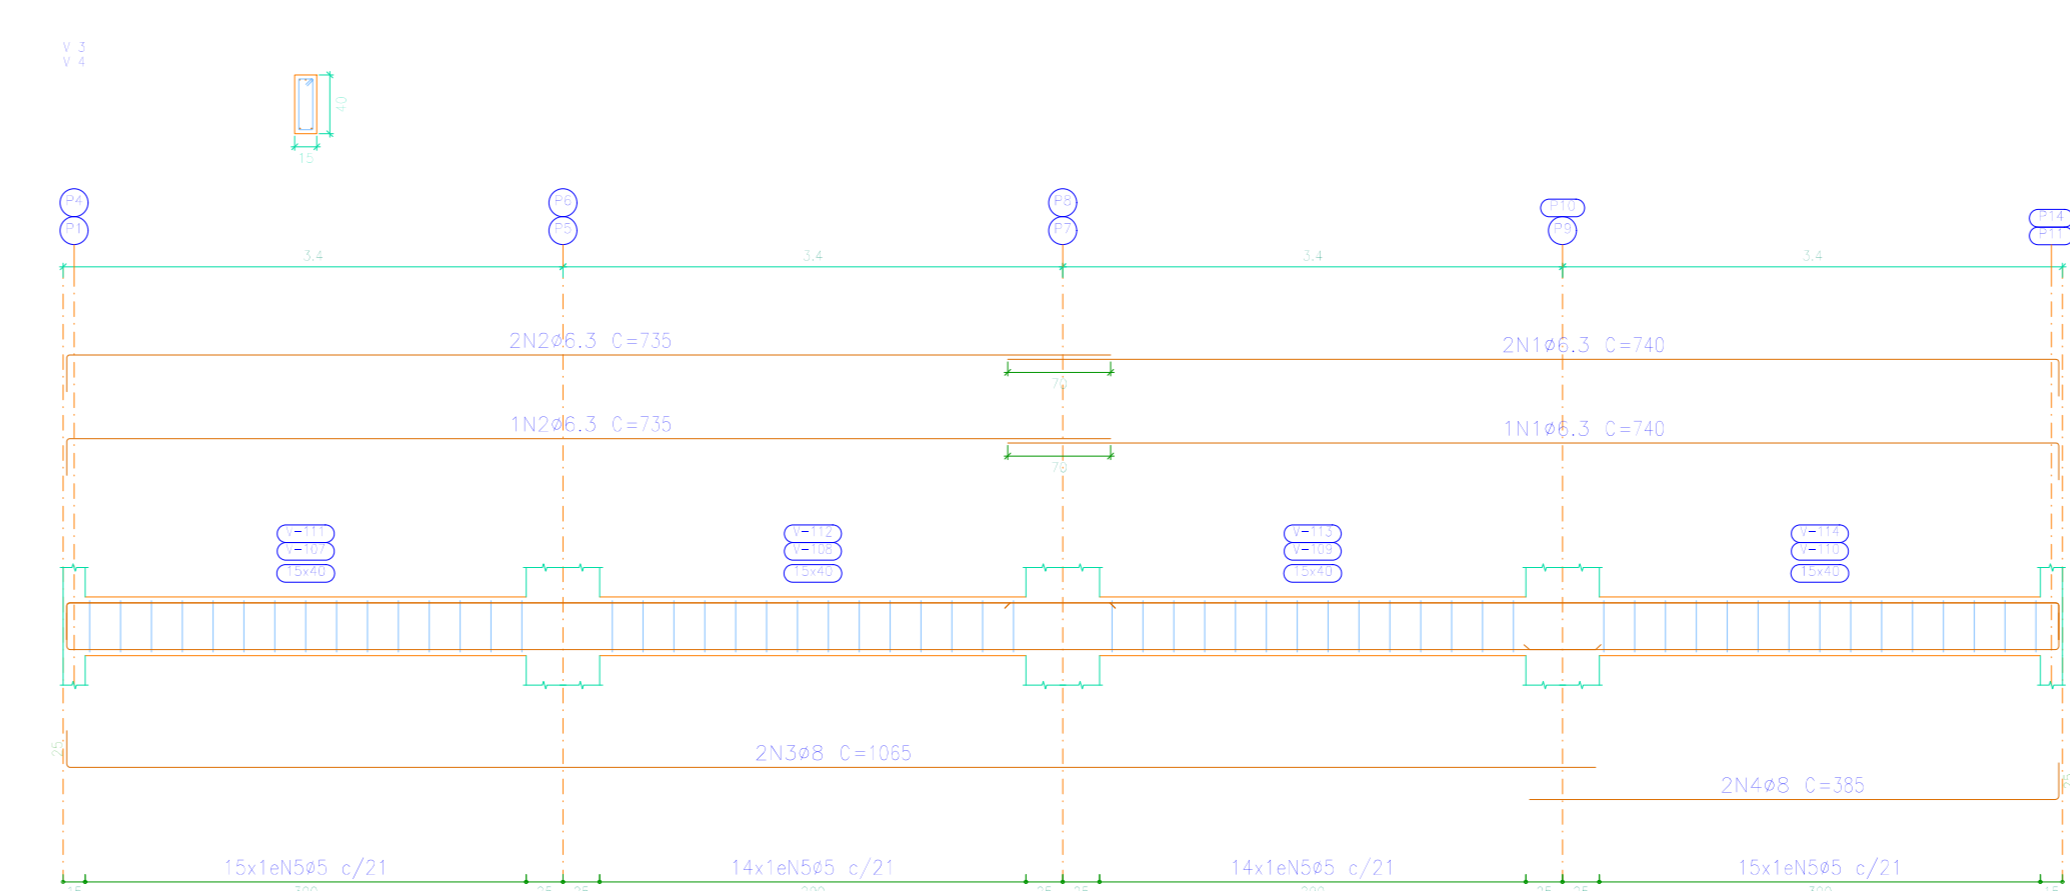 V 3
V 4
40
15
P4 P6 P8 P10 P14
P1 P5 P7 P9 P11
3.4 3.4 3.4 3.4
2N2ø6.3 C=735 2N1ø6.3 C=740
70
1N2ø6.3 C=735 1N1ø6.3 C=740
70
V-111 V-112 V-113 V-114
V-107 V-108 V-109 V-110
15x40 15x40 15x40 15x40
25 2N3ø8 C=1065
2N4ø8 C=385 25
15x1eN5ø5 c/21 14x1eN5ø5 c/21 14x1eN5ø5 c/21 15x1eN5ø5 c/21